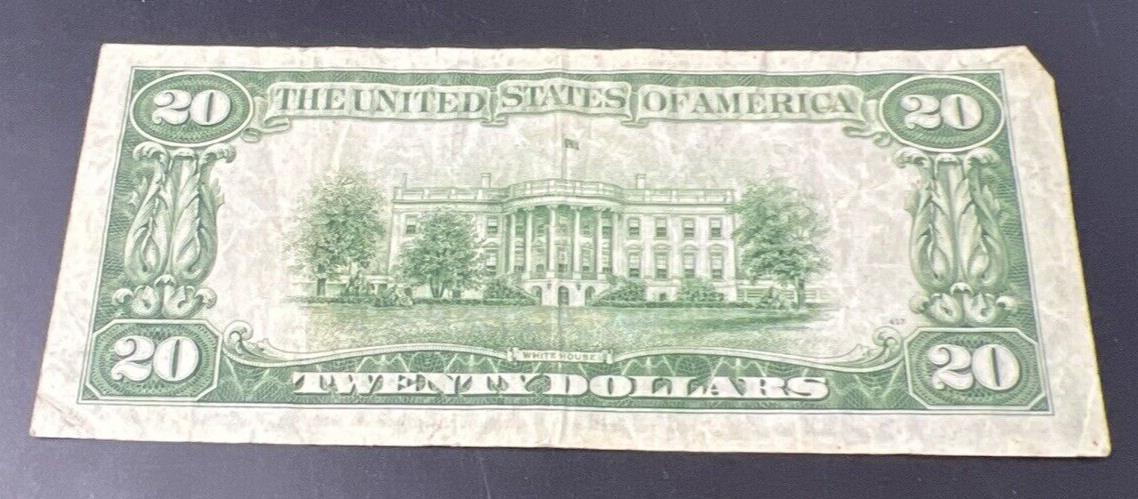 20 THE UNITED STATES OF AMERICA 20
WHITE HOUSE
20 TWENTY DOLLARS 20